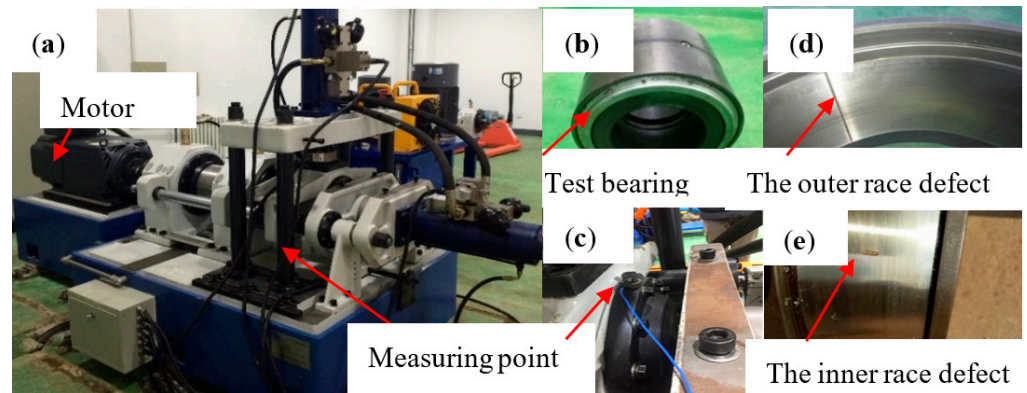 (a)
Motor
(b)
Test bearing
(d)
The outer race defect
(c)
Measuring point
(e)
The inner race defect